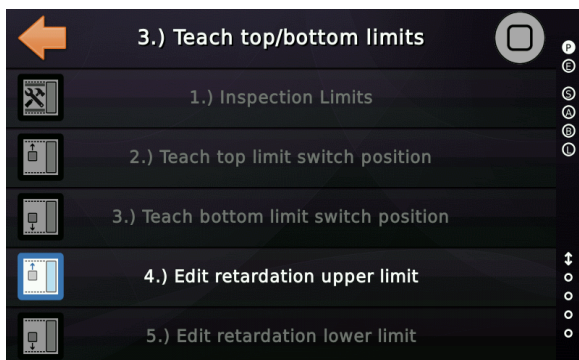 3.) Teach top/bottom limits
1.) Inspection Limits
2.) Teach top limit switch position
3.) Teach bottom limit switch position
4.) Edit retardation upper limit
5.) Edit retardation lower limit
P
E
S
A
B
L